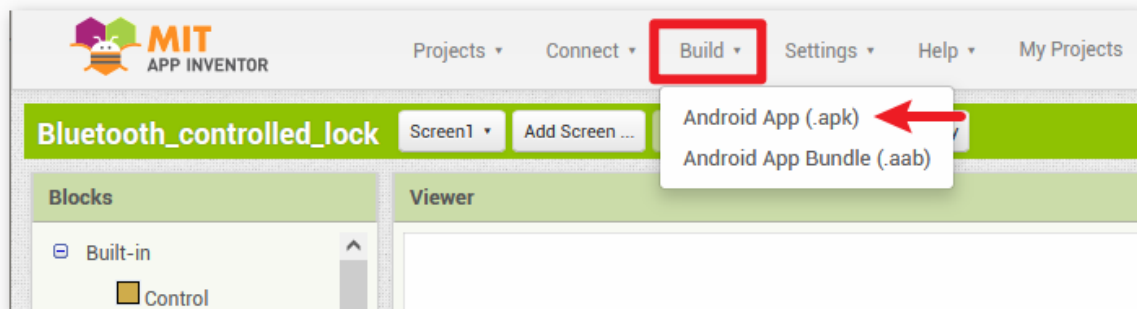 MIT
APP INVENTOR
Projects Connect Build Settings Help My Projects
Android App (.apk)
Android App Bundle (.aab)
Bluetooth_controlled_lock Screen1 Add Screen ...
Blocks Viewer
Built-in
Control